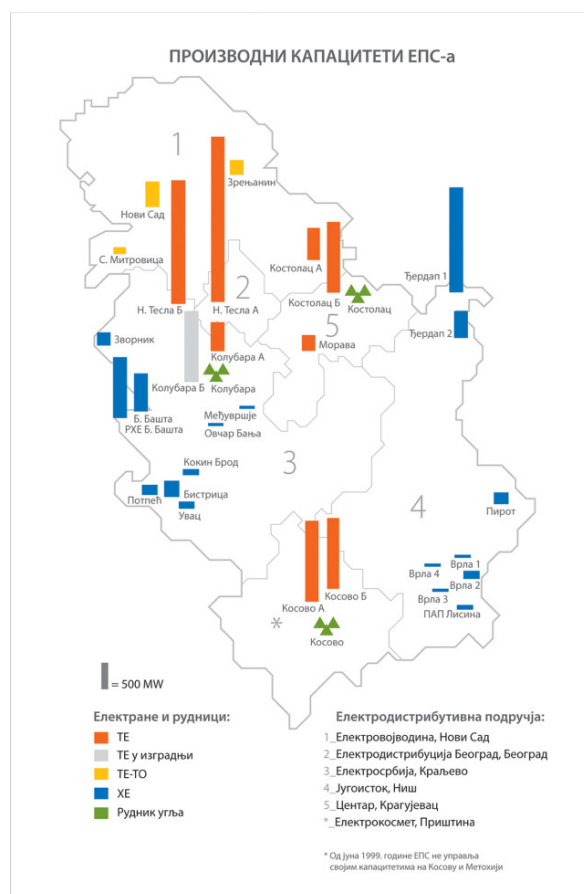 ПРОИЗВОДНИ КАПАЦИТЕТИ ЕПС-а
1
Зрењанин
Нови Сад
С. Митровица
Костолац А
Ђердап 1
2
Костолац Б
Костолац
Н. Тесла Б
Н. Тесла А
5
Ђердап 2
Зворник
Морава
Колубара А
Колубара Б
Колубара
Б. Башта
РХЕ Б. Башта
Међувршје
Овчар Бања
3
Кокин Брод
Потпећ
Бистрица
Увац
4
Пирот
Врла 1
Врла 4
Врла 2
Врла 3
ПАП Лисина
Косово Б
Косово А
*
Косово
= 500 MW
Електране и рудници:
ТЕ
ТЕ у изградњи
ТЕ-ТО
ХЕ
Рудник угља
Електродистрибутивна подручја:
1_Електровојводина, Нови Сад
2_Електродистрибуција Београд, Београд
3_Електросрбија, Краљево
4_Југоисток, Ниш
5_Центар, Крагујевац
*_Електрокосмет, Приштина
* Од јуна 1999. године ЕПС не управља
својим капацитетима на Косову и Метохији